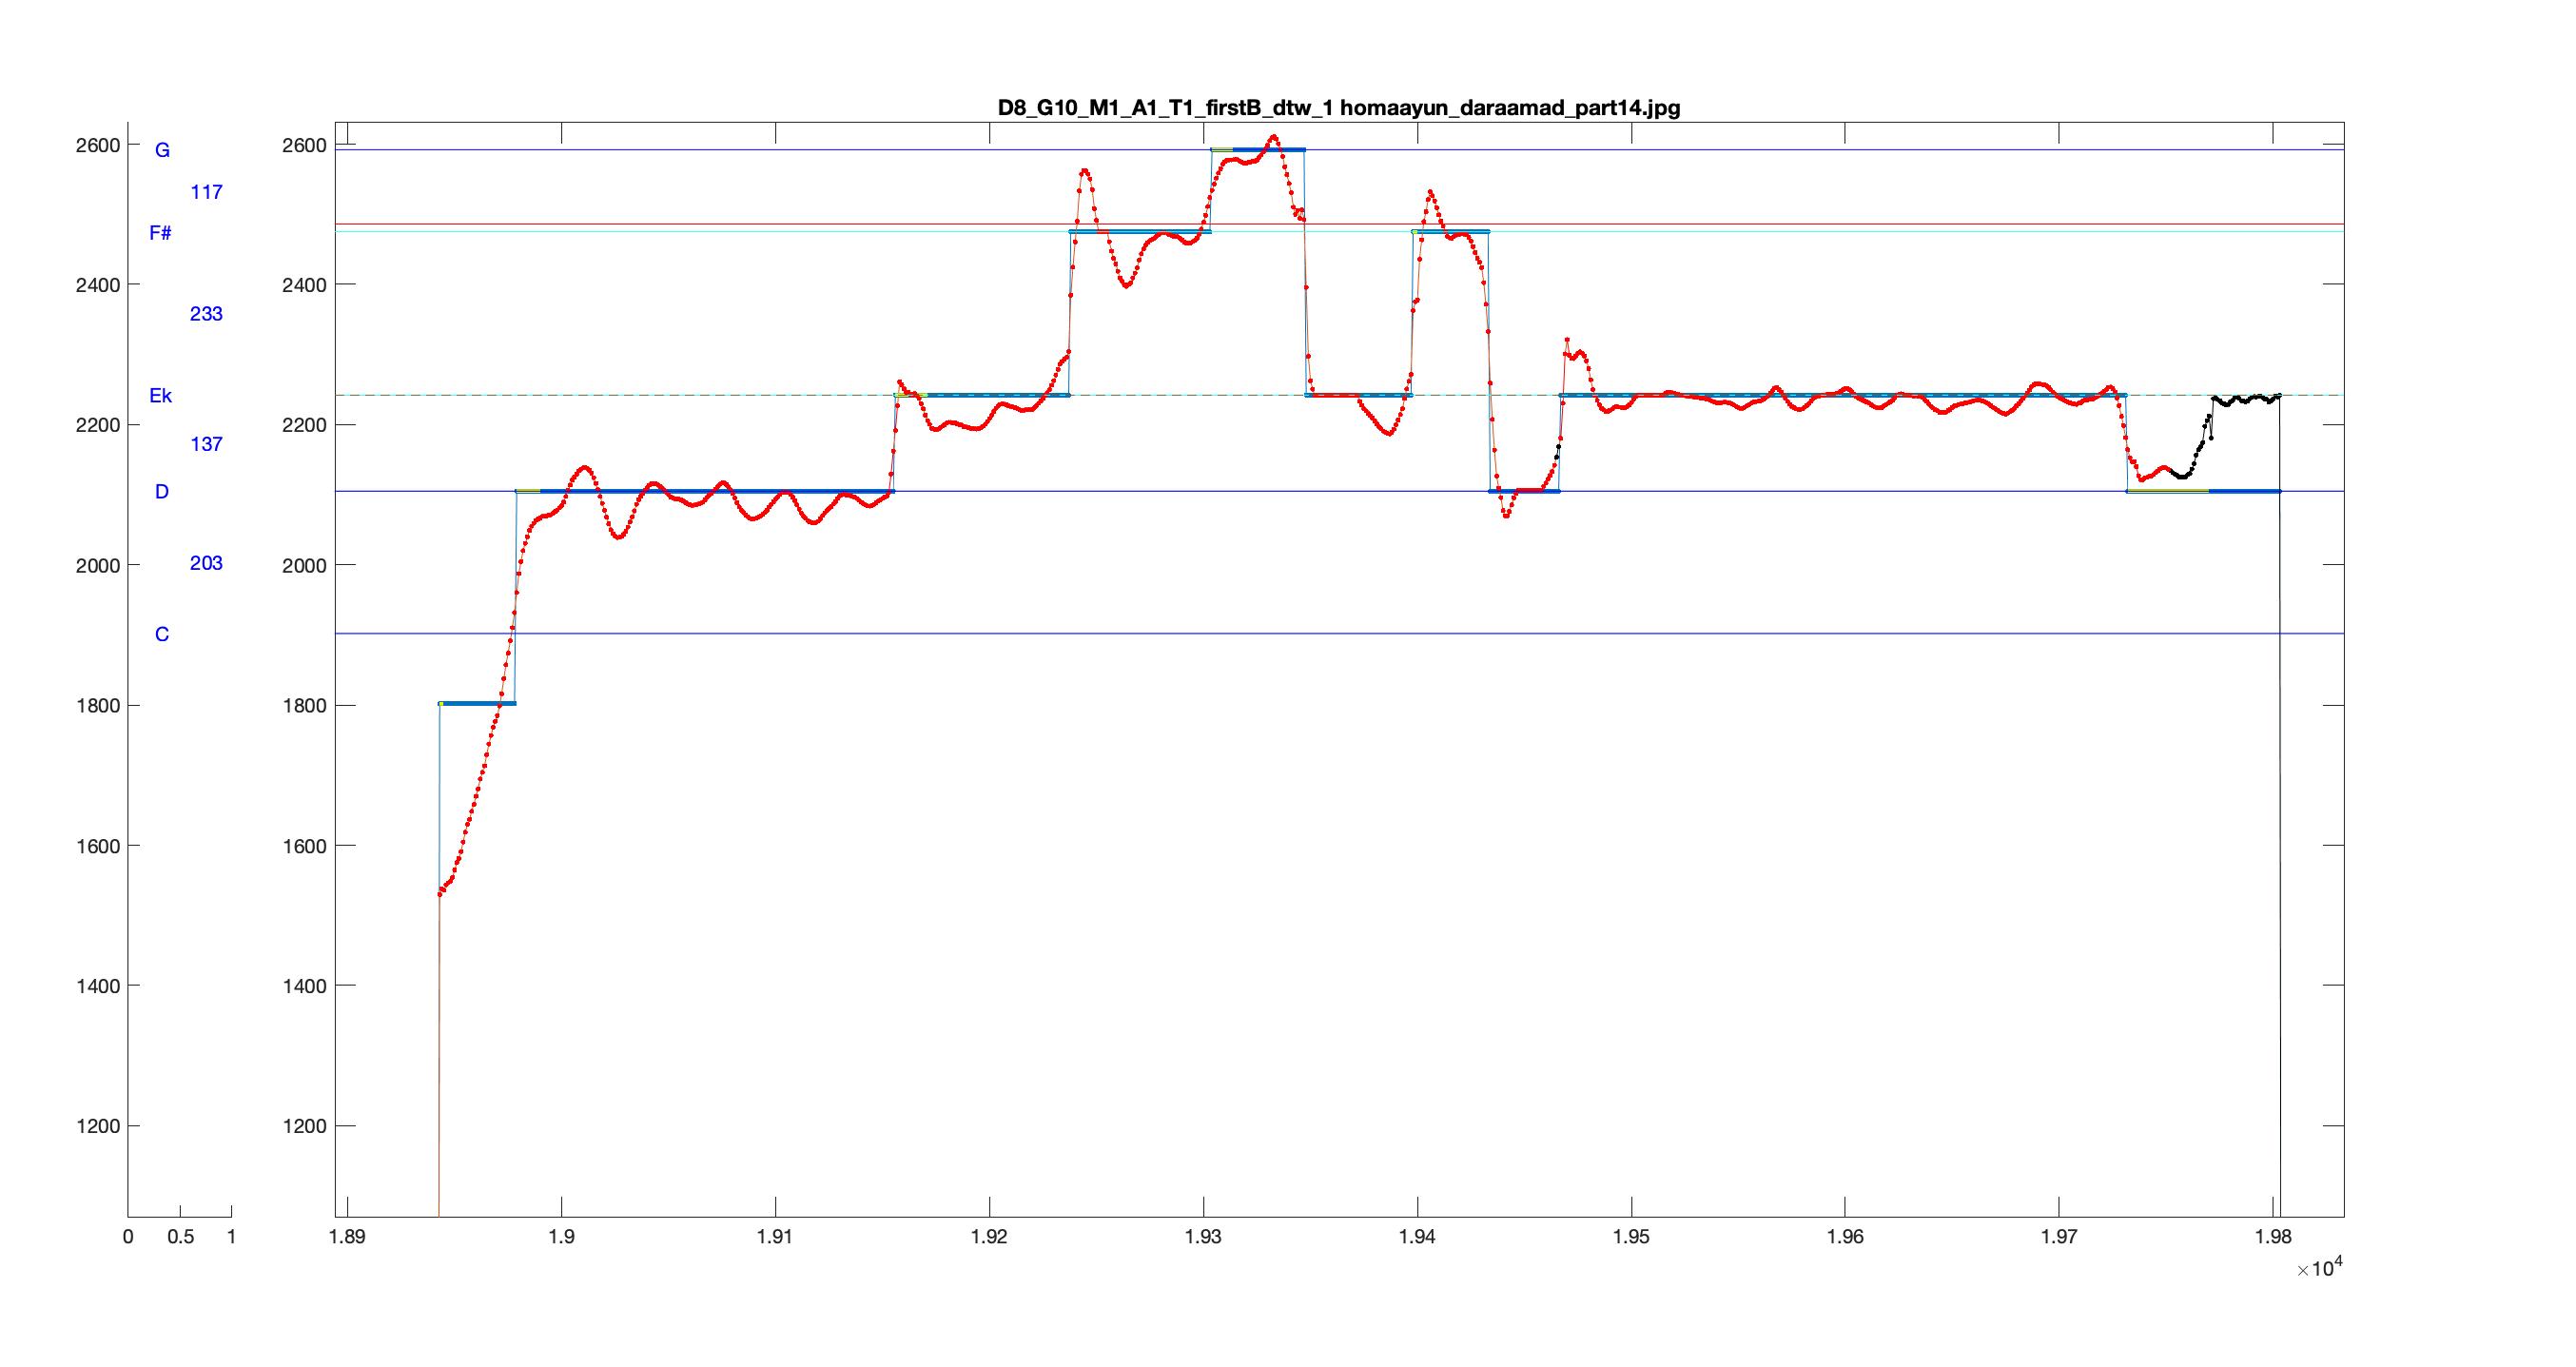 D8_G10_M1_A1_T1_firstB_dtw_1 homaayun_daraamad_part14.jpg
2600 G 2600
117
F#
2400 2400
233
Ek
2200 2200
137
D
2000 2000
203
C
1800 1800
1600 1600
1400 1400
1200 1200
0 0.5 1 1.89 1.9 1.91 1.92 1.93 1.94 1.95 1.96 1.97 1.98
×10^4